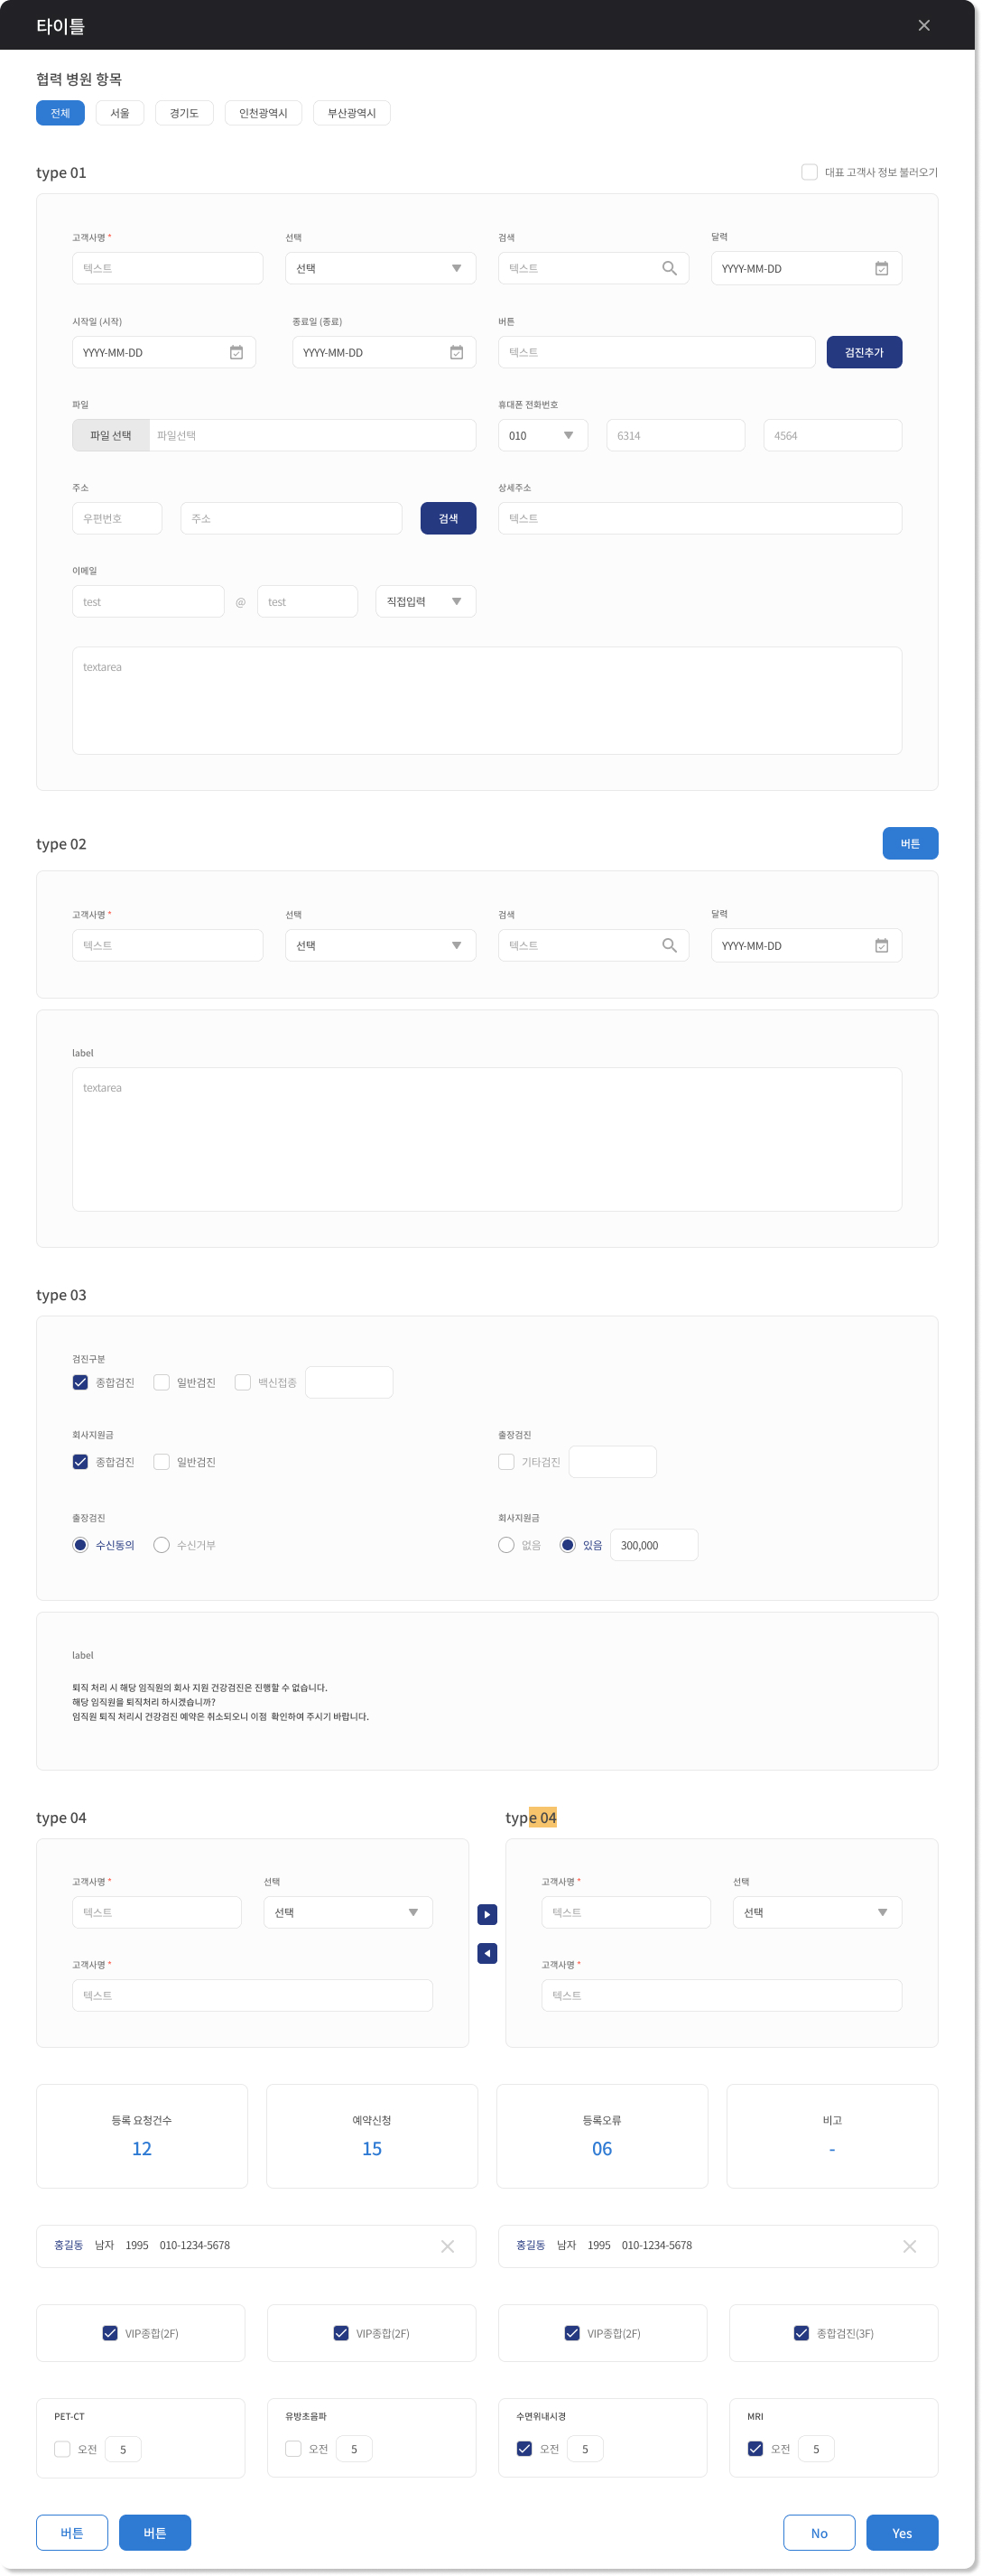 타이틀
협력 병원 항목
전체 서울 경기도 인천광역시 부산광역시
type 01 대표 고객사 정보 불러오기
고객사명 * 선택 검색 달력
텍스트 선택 텍스트 YYYY-MM-DD
시작일 (시작) 종료일 (종료) 버튼
YYYY-MM-DD YYYY-MM-DD 텍스트 검진추가
파일 휴대폰 전화번호
파일 선택 파일선택 010 6314 4564
주소 상세주소
우편번호 주소 검색 텍스트
이메일
test @ test 직접입력
textarea
type 02 버튼
고객사명 * 선택 검색 달력
텍스트 선택 텍스트 YYYY-MM-DD
label
textarea
type 03
검진구분
종합검진 일반검진 백신접종
회사지원금 출장검진
종합검진 일반검진 기타검진
출장검진 회사지원금
수신동의 수신거부 없음 있음 300,000
label
퇴직 처리 시 해당 임직원의 회사 지원 건강검진은 진행할 수 없습니다.
해당 임직원을 퇴직처리 하시겠습니까?
임직원 퇴직 처리시 건강검진 예약은 취소되오니 이점 확인하여 주시기 바랍니다.
type 04 type 04
고객사명 * 선택 고객사명 * 선택
텍스트 선택 텍스트 선택
고객사명 * 고객사명 *
텍스트 텍스트
등록 요청건수 예약신청 등록오류 비고
12 15 06 -
홍길동 남자 1995 010-1234-5678 홍길동 남자 1995 010-1234-5678
VIP종합(2F) VIP종합(2F) VIP종합(2F) 종합검진(3F)
PET-CT 유방초음파 수면위내시경 MRI
오전 5 오전 5 오전 5 오전 5
버튼 버튼 No Yes